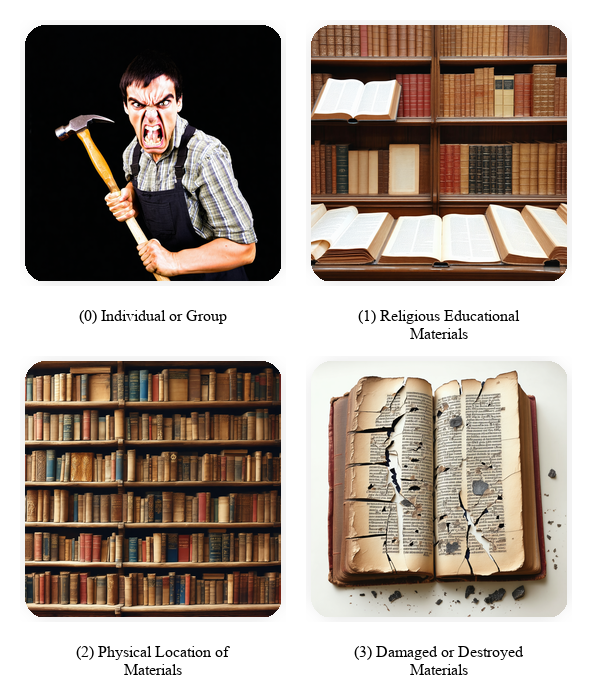 (0) Individual or Group
(1) Religious Educational
Materials
(2) Physical Location of
Materials
(3) Damaged or Destroyed
Materials